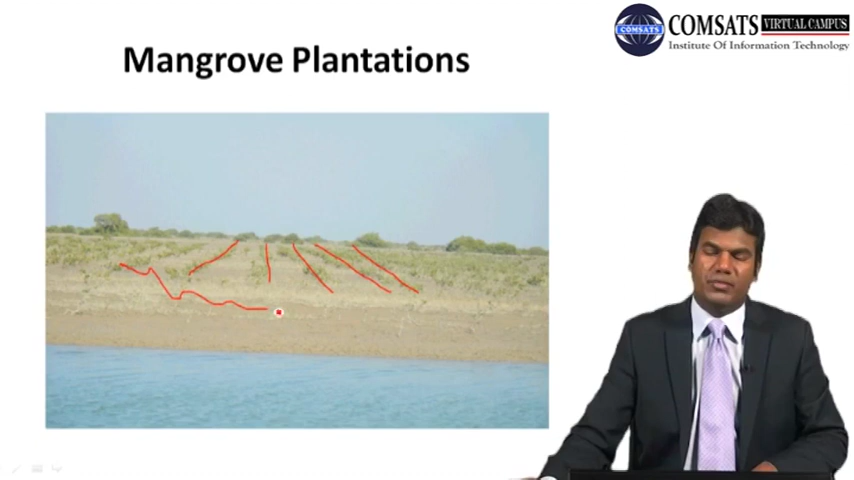 Mangrove Plantations
COMSATS
COMSATS VIRTUAL CAMPUS
Institute Of Information Technology